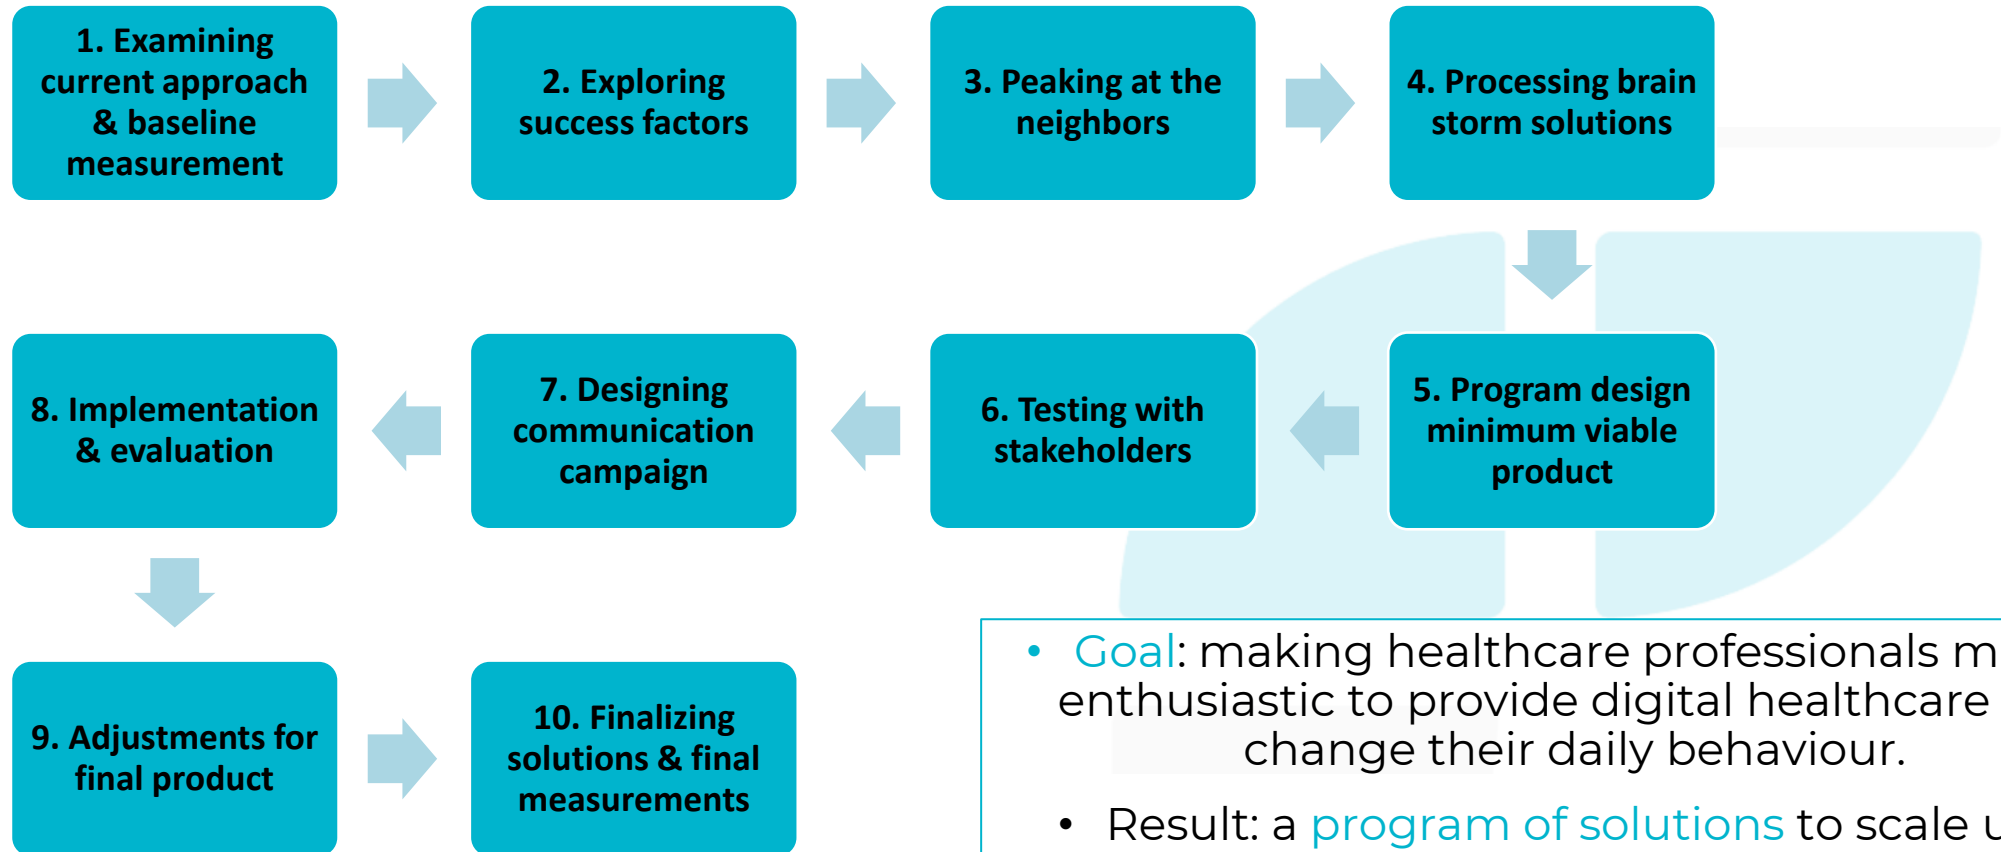 1. Examining
current approach
& baseline
measurement
2. Exploring
success factors
3. Peaking at the
neighbors
4. Processing brain
storm solutions
8. Implementation
& evaluation
7. Designing
communication
campaign
6. Testing with
stakeholders
5. Program design
minimum viable
product
9. Adjustments for
final product
10. Finalizing
solutions & final
measurements
• Goal: making healthcare professionals m
enthusiastic to provide digital healthcare
change their daily behaviour.
• Result: a program of solutions to scale u